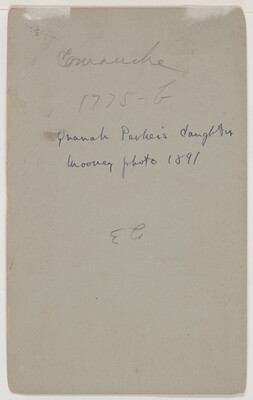 Comanche
1775-b
Quanah Parker's daughter
Mooney photo 1891
E C